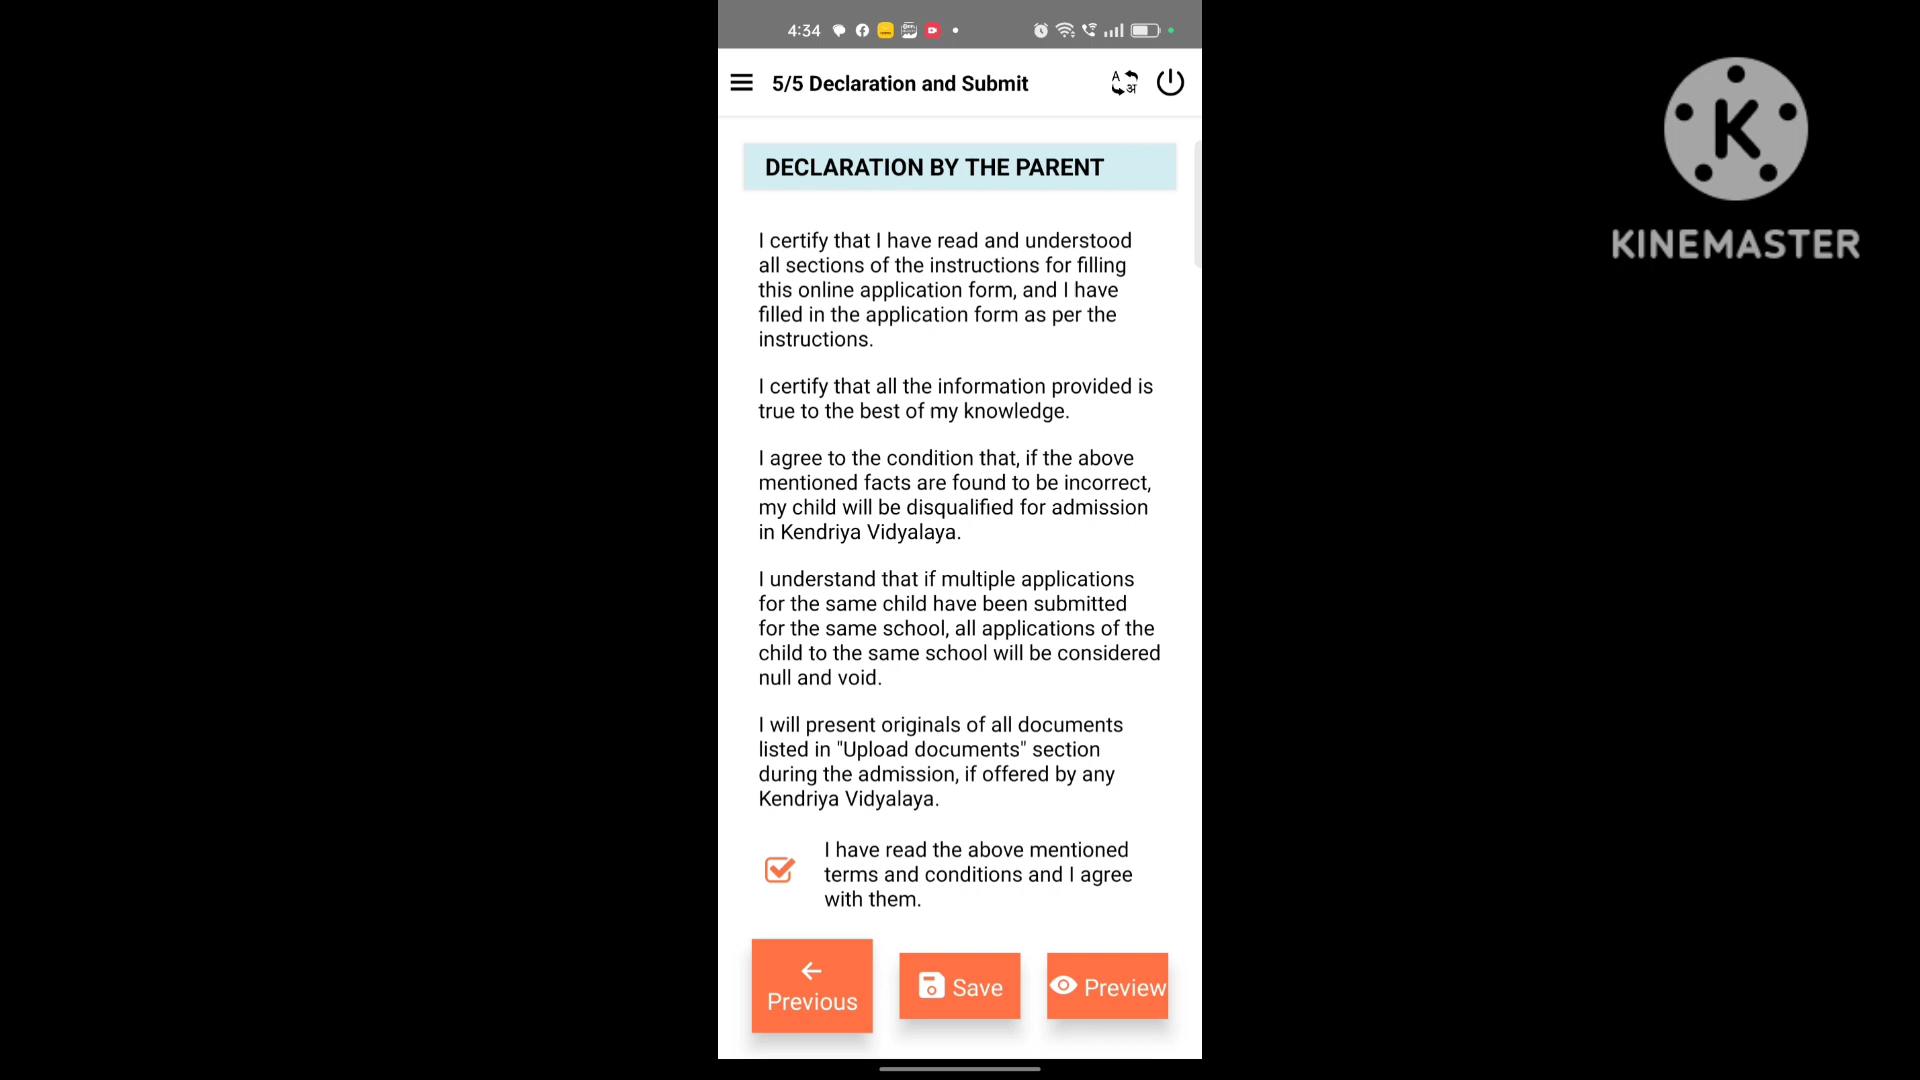 4:34
K
KINEMASTER
5/5 Declaration and Submit
A
अ
DECLARATION BY THE PARENT
I certify that I have read and understood
all sections of the instructions for filling
this online application form, and I have
filled in the application form as per the
instructions.
I certify that all the information provided is
true to the best of my knowledge.
I agree to the condition that, if the above
mentioned facts are found to be incorrect,
my child will be disqualified for admission
in Kendriya Vidyalaya.
I understand that if multiple applications
for the same child have been submitted
for the same school, all applications of the
child to the same school will be considered
null and void.
I will present originals of all documents
listed in "Upload documents" section
during the admission, if offered by any
Kendriya Vidyalaya.
I have read the above mentioned
terms and conditions and I agree
with them.
Previous
Save
Preview